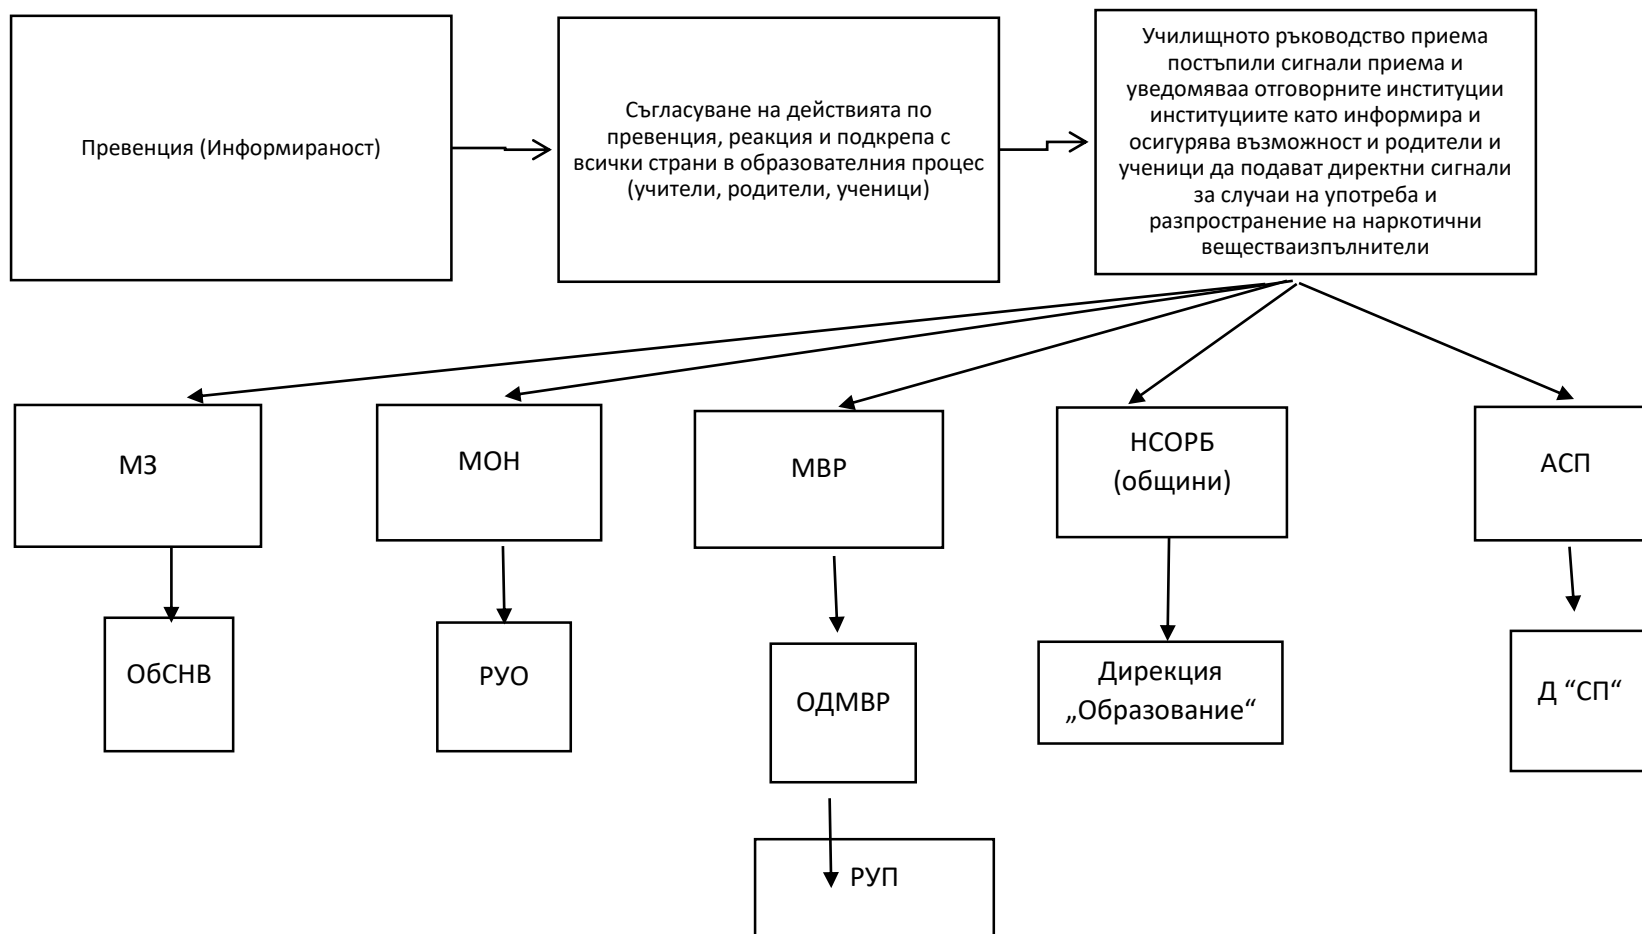 Превенция (Информираност)
Съгласуване на действията по
превенция, реакция и подкрепа с
всички страни в образователния процес
(учители, родители, ученици)
Училищното ръководство приема
постъпили сигнали приема и
уведомяваа отговорните институции
институциите като информира и
осигурява възможност и родители и
ученици да подават директни сигнали
за случаи на употреба и
разпространение на наркотични
веществаизпълнители
МЗ
МОН
МВР
НСОРБ
(общини)
АСП
ОбСНВ
РУО
ОДМВР
Дирекция
„Образование“
Д “СП“
РУП